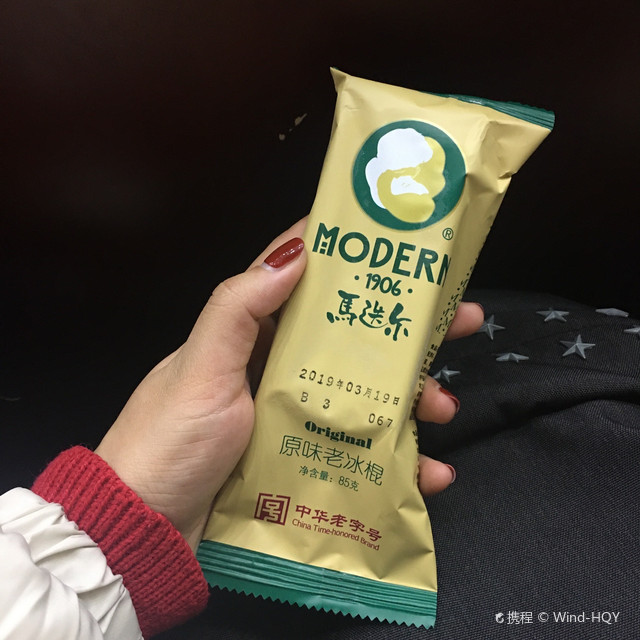 ®
MODERN
·1906·
馬迭尔
2019年03月19日
B 3 067
Original
原味老冰棍
净含量：85克
中华老字号
China Time-honored Brand
携程 © Wind-HQY